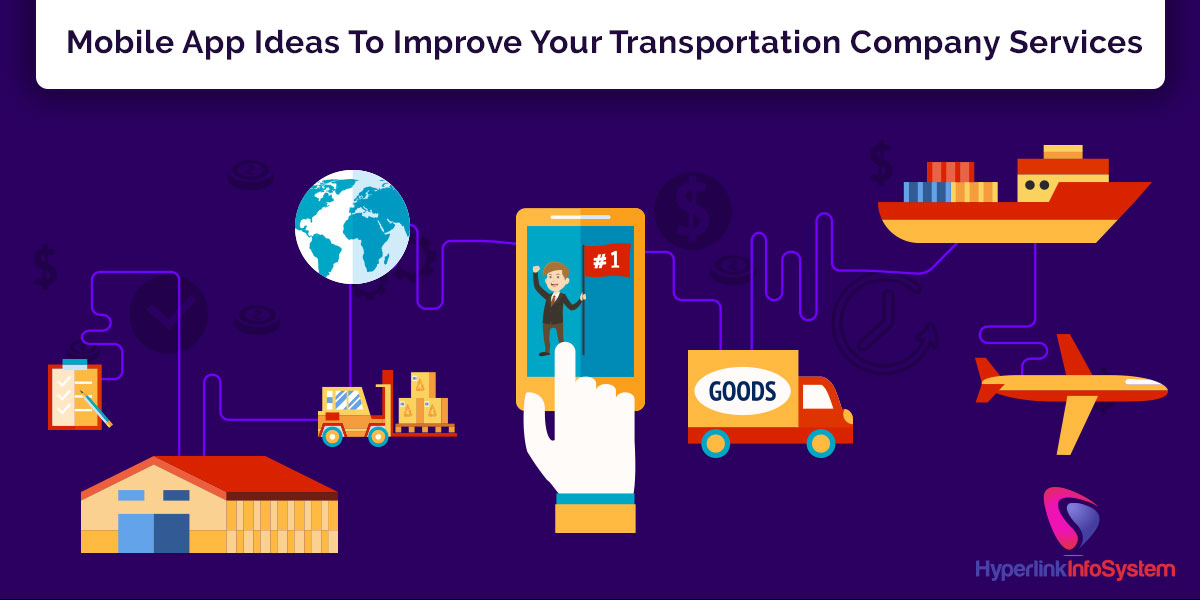 Mobile App Ideas To Improve Your Transportation Company Services
#1
GOODS
HyperlinkInfoSystem